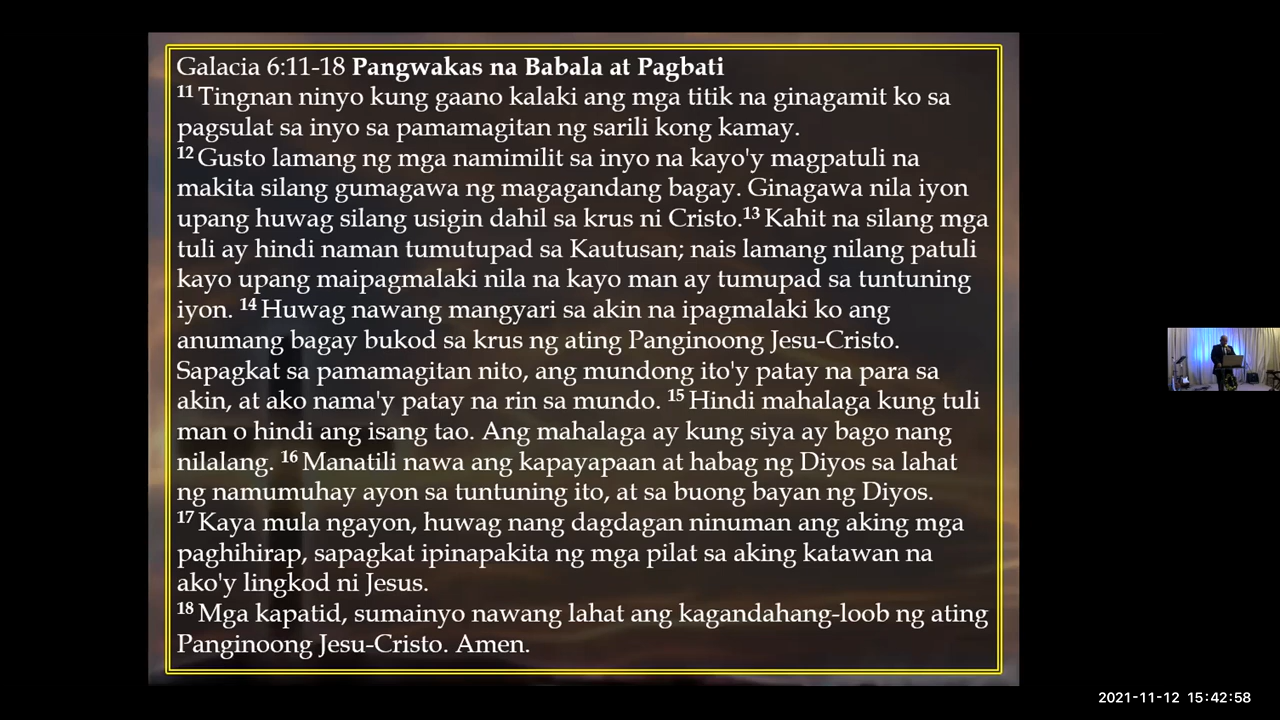 Galacia 6:11-18 Pangwakas na Babala at Pagbati
11 Tingnan ninyo kung gaano kalaki ang mga titik na ginagamit ko sa
pagsulat sa inyo sa pamamagitan ng sarili kong kamay.
12 Gusto lamang ng mga namimilit sa inyo na kayo'y magpatuli na
makita silang gumagawa ng magagandang bagay. Ginagawa nila iyon
upang huwag silang usigin dahil sa krus ni Cristo.13 Kahit na silang mga
tuli ay hindi naman tumutupad sa Kautusan; nais lamang nilang patuli
kayo upang maipagmalaki nila na kayo man ay tumupad sa tuntuning
iyon. 14 Huwag nawang mangyari sa akin na ipagmalaki ko ang
anumang bagay bukod sa krus ng ating Panginoong Jesu-Cristo.
Sapagkat sa pamamagitan nito, ang mundong ito'y patay na para sa
akin, at ako nama'y patay na rin sa mundo. 15 Hindi mahalaga kung tuli
man o hindi ang isang tao. Ang mahalaga ay kung siya ay bago nang
nilalang. 16 Manatili nawa ang kapayapaan at habag ng Diyos sa lahat
ng namumuhay ayon sa tuntuning ito, at sa buong bayan ng Diyos.
17 Kaya mula ngayon, huwag nang dagdagan ninuman ang aking mga
paghihirap, sapagkat ipinapakita ng mga pilat sa aking katawan na
ako'y lingkod ni Jesus.
18 Mga kapatid, sumainyo nawang lahat ang kagandahang-loob ng ating
Panginoong Jesu-Cristo. Amen.
2021-11-12 15:42:58